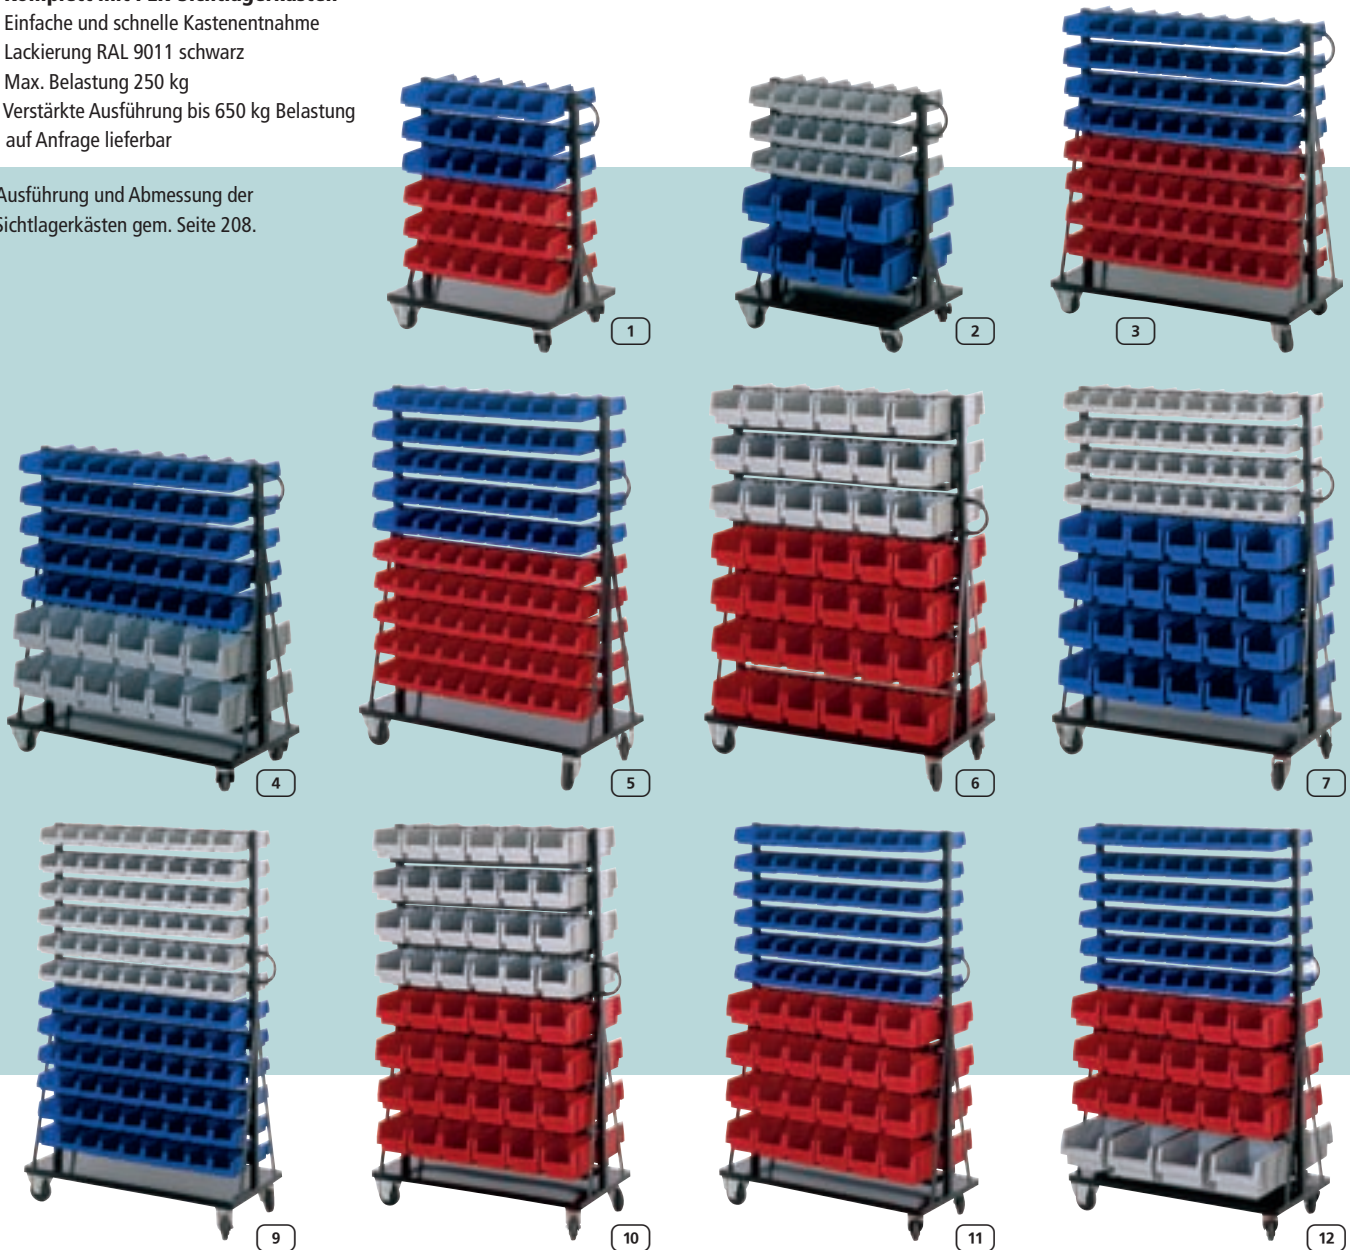 Einfache und schnelle Kastenentnahme
Lackierung RAL 9011 schwarz
Max. Belastung 250 kg
Verstärkte Ausführung bis 650 kg Belastung
auf Anfrage lieferbar
Ausführung und Abmessung der
Sichtlagerkästen gem. Seite 208.
1
2
3
4
5
6
7
9
10
11
12